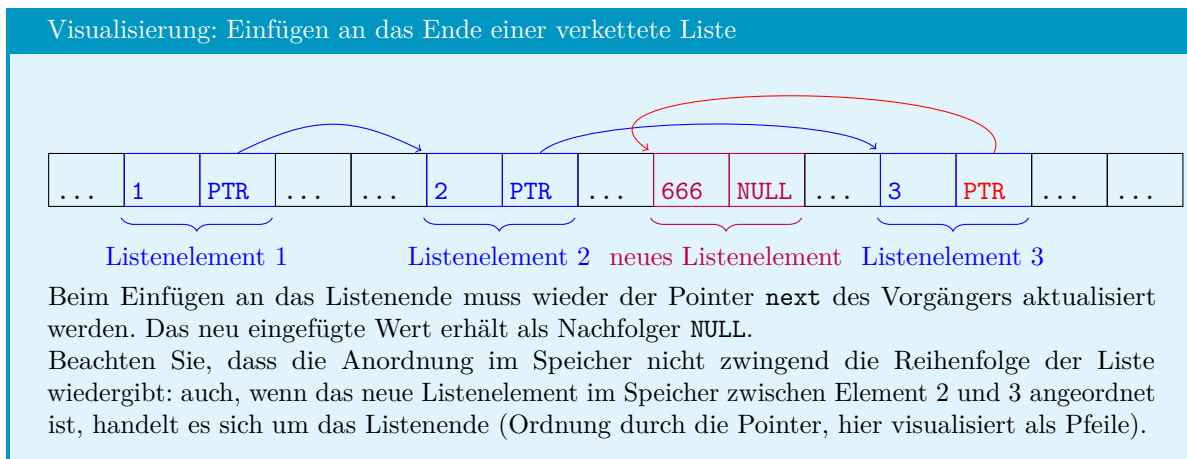 Visualisierung: Einfügen an das Ende einer verkettete Liste
... 1 PTR ... ... 2 PTR ... 666 NULL ... 3 PTR ... ...
Listenelement 1 Listenelement 2 neues Listenelement Listenelement 3
Beim Einfügen an das Listenende muss wieder der Pointer next des Vorgängers aktualisiert
werden. Das neu eingefügte Wert erhält als Nachfolger NULL.
Beachten Sie, dass die Anordnung im Speicher nicht zwingend die Reihenfolge der Liste
wiedergibt: auch, wenn das neue Listenelement im Speicher zwischen Element 2 und 3 angeordnet
ist, handelt es sich um das Listenende (Ordnung durch die Pointer, hier visualisiert als Pfeile).